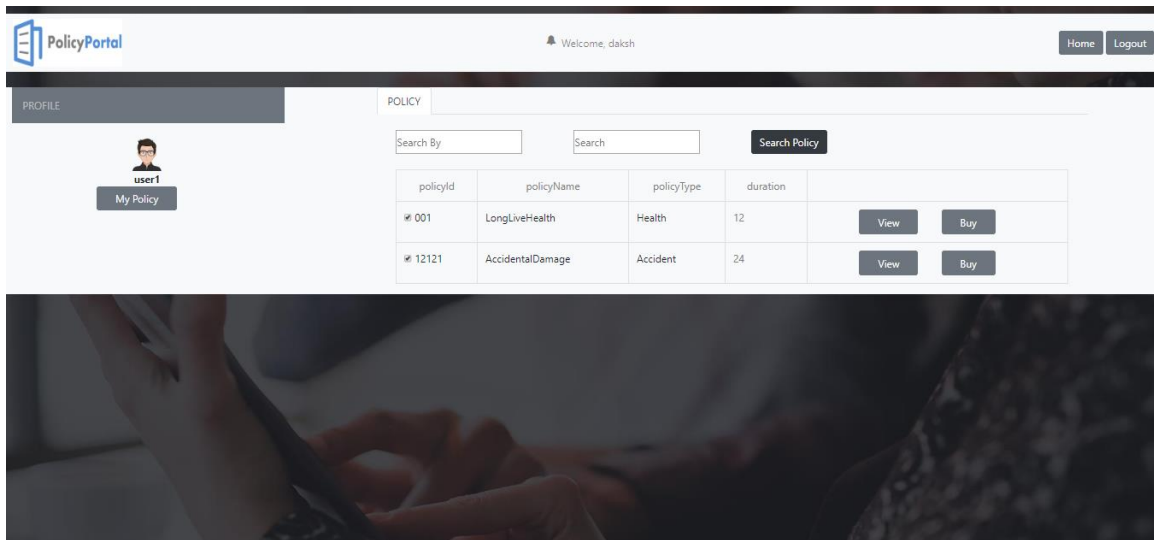 PolicyPortal
Welcome, daksh
Home Logout
PROFILE
user1
My Policy
POLICY
Search By Search Search Policy
policyId policyName policyType duration
001 LongLiveHealth Health 12 View Buy
12121 AccidentalDamage Accident 24 View Buy